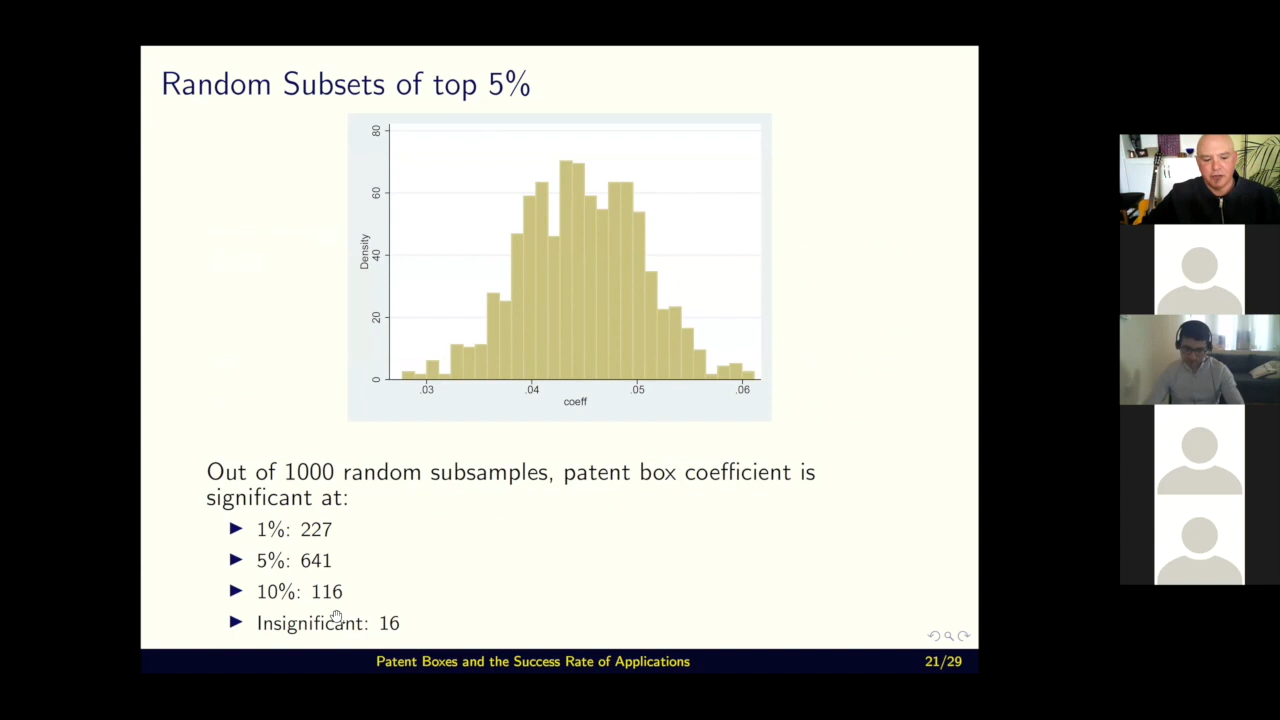 Random Subsets of top 5%
80
60
40
20
0
Density
.03
.04
.05
.06
coeff
Out of 1000 random subsamples, patent box coefficient is
significant at:
1%: 227
5%: 641
10%: 116
Insignificant: 16
Patent Boxes and the Success Rate of Applications
21/29